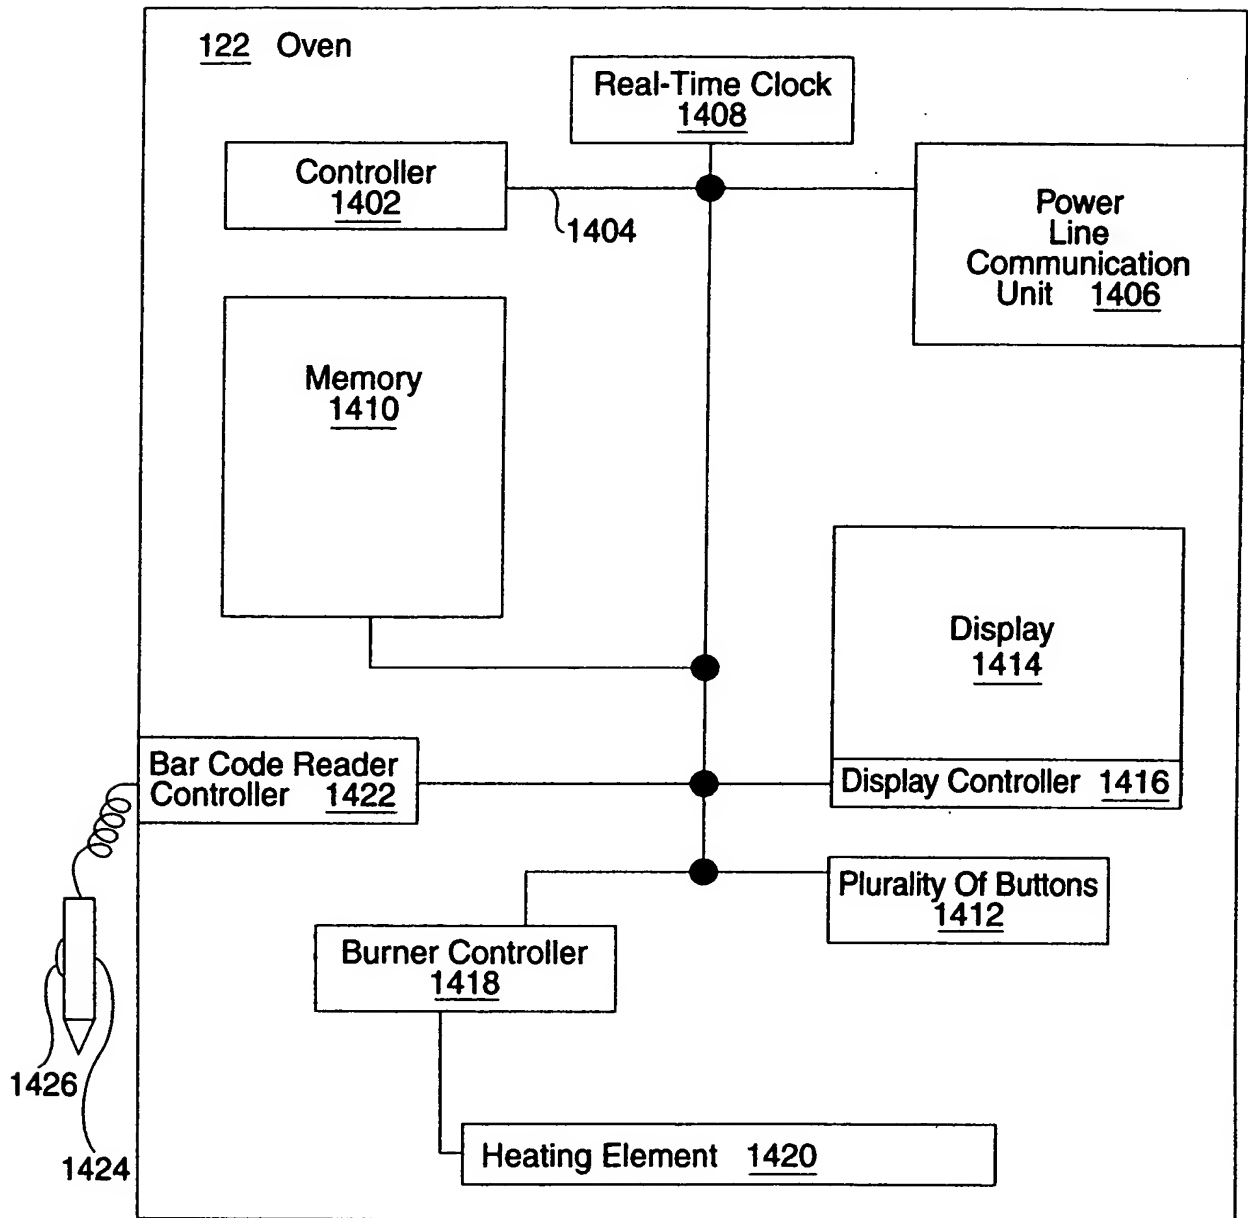 122 Oven
Real-Time Clock
1408
Controller
1402
1404
Power
Line
Communication
Unit 1406
Memory
1410
Display
1414
Display Controller 1416
Bar Code Reader
Controller 1422
Plurality Of Buttons
1412
Burner Controller
1418
1426
1424
Heating Element 1420